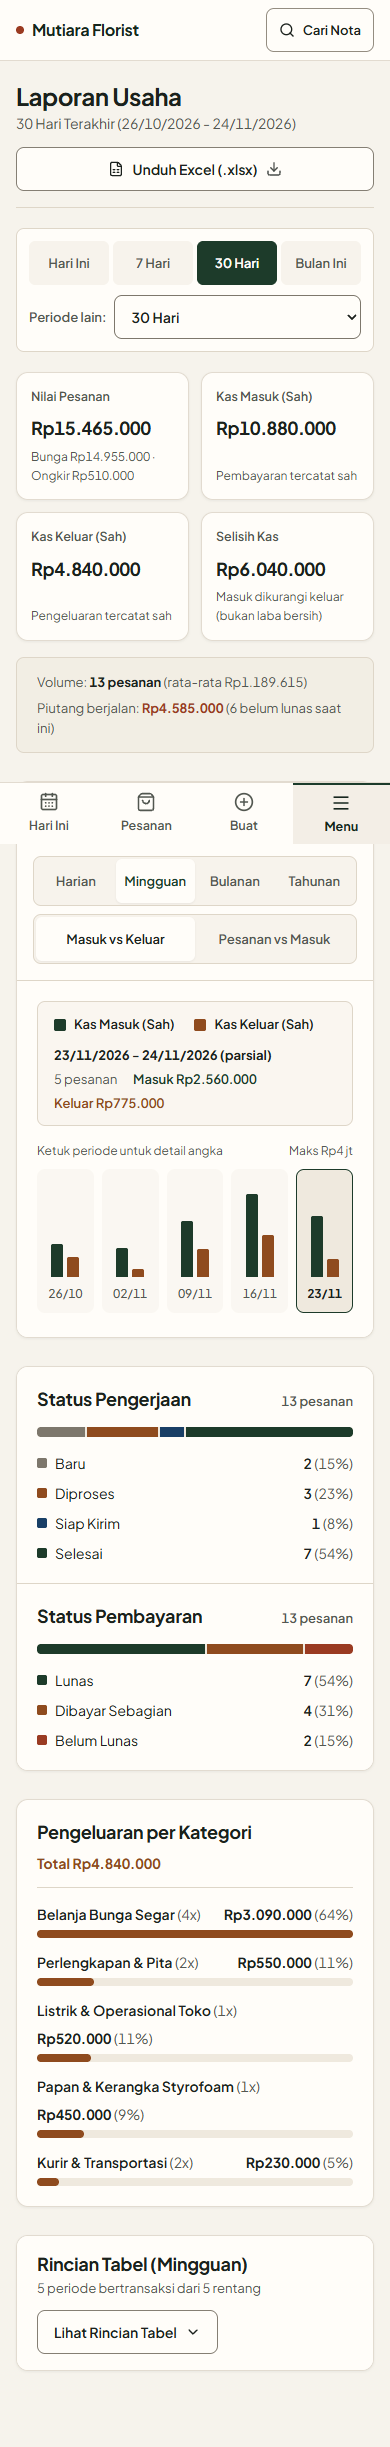 Mutiara Florist
Cari Nota
Laporan Usaha
30 Hari Terakhir (26/10/2026 - 24/11/2026)
Unduh Excel (.xlsx)
Hari Ini
7 Hari
30 Hari
Bulan Ini
Periode lain:
30 Hari
Nilai Pesanan
Rp15.465.000
Bunga Rp14.955.000 ·
Ongkir Rp510.000
Kas Masuk (Sah)
Rp10.880.000
Pembayaran tercatat sah
Kas Keluar (Sah)
Rp4.840.000
Pengeluaran tercatat sah
Selisih Kas
Rp6.040.000
Masuk dikurangi keluar
(bukan laba bersih)
Volume: 13 pesanan (rata-rata Rp1.189.615)
Piutang berjalan: Rp4.585.000 (6 belum lunas saat
ini)
Hari Ini
Pesanan
Buat
Menu
Harian
Mingguan
Bulanan
Tahunan
Masuk vs Keluar
Pesanan vs Masuk
Kas Masuk (Sah)
Kas Keluar (Sah)
23/11/2026 - 24/11/2026 (parsial)
5 pesanan Masuk Rp2.560.000
Keluar Rp775.000
Ketuk periode untuk detail angka
Maks Rp4 jt
26/10
02/11
09/11
16/11
23/11
Status Pengerjaan
13 pesanan
Baru
2 (15%)
Diproses
3 (23%)
Siap Kirim
1 (8%)
Selesai
7 (54%)
Status Pembayaran
13 pesanan
Lunas
7 (54%)
Dibayar Sebagian
4 (31%)
Belum Lunas
2 (15%)
Pengeluaran per Kategori
Total Rp4.840.000
Belanja Bunga Segar (4x)
Rp3.090.000 (64%)
Perlengkapan & Pita (2x)
Rp550.000 (11%)
Listrik & Operasional Toko (1x)
Rp520.000 (11%)
Papan & Kerangka Styrofoam (1x)
Rp450.000 (9%)
Kurir & Transportasi (2x)
Rp230.000 (5%)
Rincian Tabel (Mingguan)
5 periode bertransaksi dari 5 rentang
Lihat Rincian Tabel